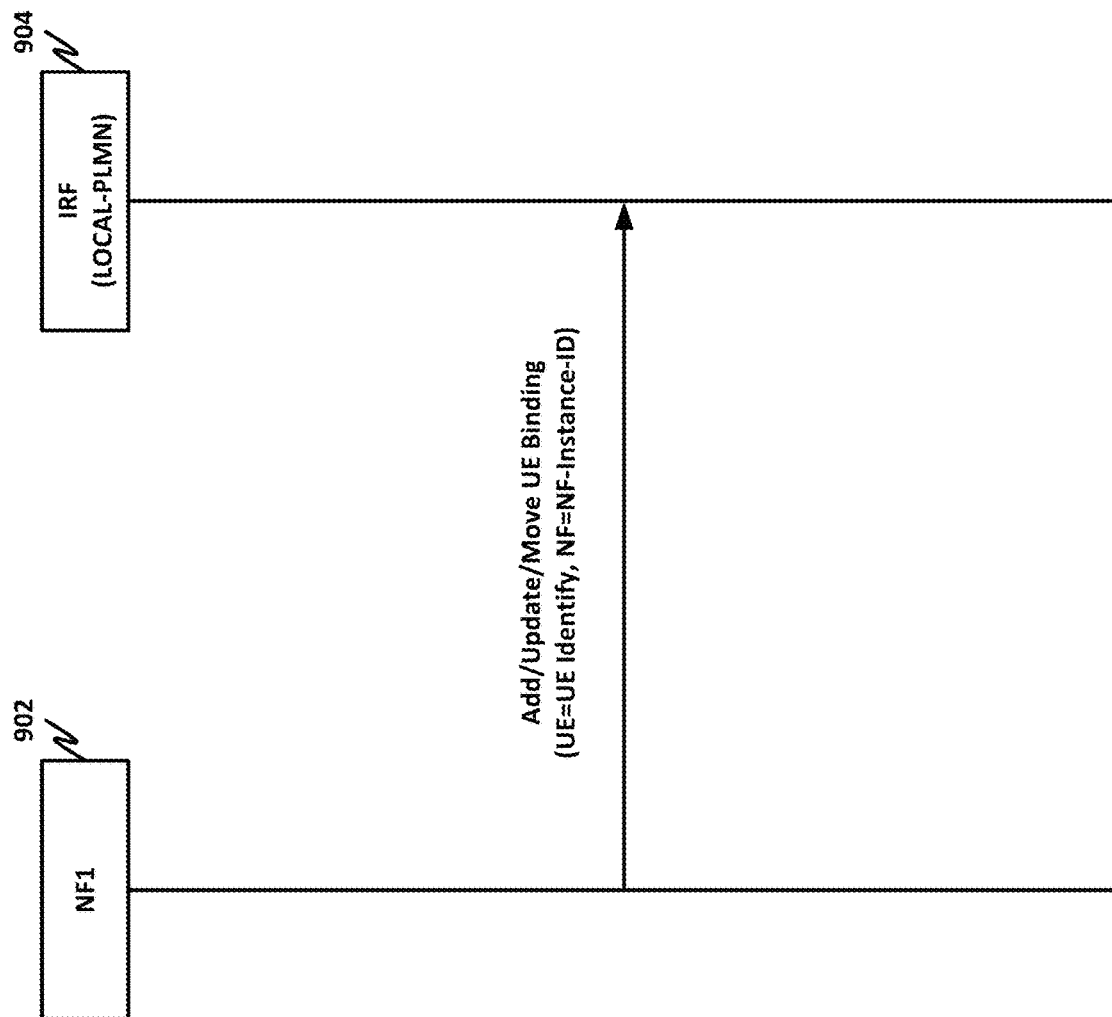 902
NF1
904
IRF
(LOCAL-PLMN)
Add/Update/Move UE Binding
(UE=UE Identify, NF=NF-Instance-ID)